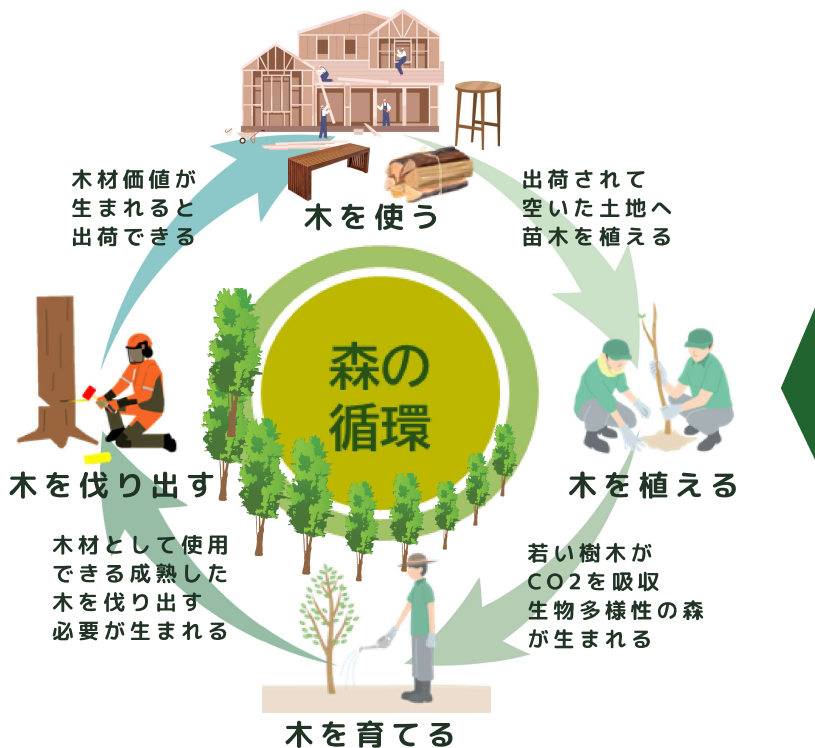 木材価値が
生まれると
出荷できる
木を使う
出荷されて
空いた土地へ
苗木を植える
森の
循環
木を伐り出す
木を植える
木材として使用
できる成熟した
木を伐り出す
必要が生まれる
若い樹木が
CO2を吸収
生物多様性の森
が生まれる
木を育てる